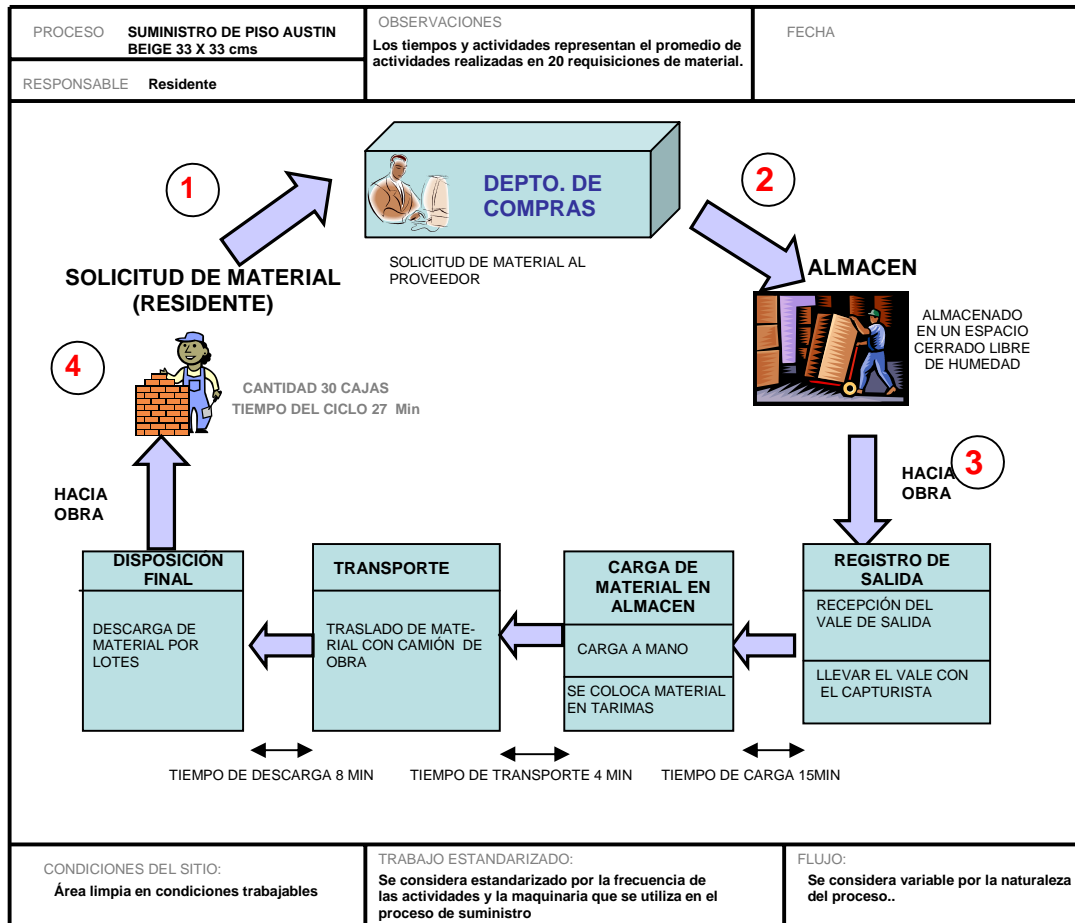 PROCESO SUMINISTRO DE PISO AUSTIN
BEIGE 33 X 33 cms
RESPONSABLE Residente
OBSERVACIONES
Los tiempos y actividades representan el promedio de
actividades realizadas en 20 requisiciones de material.
FECHA
1
DEPTO. DE
COMPRAS
2
SOLICITUD DE MATERIAL AL
PROVEEDOR
SOLICITUD DE MATERIAL
(RESIDENTE)
ALMACEN
ALMACENADO
EN UN ESPACIO
CERRADO LIBRE
DE HUMEDAD
4
CANTIDAD 30 CAJAS
TIEMPO DEL CICLO 27 Min
HACIA
OBRA
3
HACIA
OBRA
DISPOSICIÓN
FINAL
DESCARGA DE
MATERIAL POR
LOTES
TRANSPORTE
TRASLADO DE MATE-
RIAL CON CAMIÓN DE
OBRA
CARGA DE
MATERIAL EN
ALMACEN
CARGA A MANO
SE COLOCA MATERIAL
EN TARIMAS
REGISTRO DE
SALIDA
RECEPCIÓN DEL
VALE DE SALIDA
LLEVAR EL VALE CON
EL CAPTURISTA
TIEMPO DE DESCARGA 8 MIN
TIEMPO DE TRANSPORTE 4 MIN
TIEMPO DE CARGA 15MIN
CONDICIONES DEL SITIO:
Área limpia en condiciones trabajables
TRABAJO ESTANDARIZADO:
Se considera estandarizado por la frecuencia de
las actividades y la maquinaria que se utiliza en el
proceso de suministro
FLUJO:
Se considera variable por la naturaleza
del proceso..